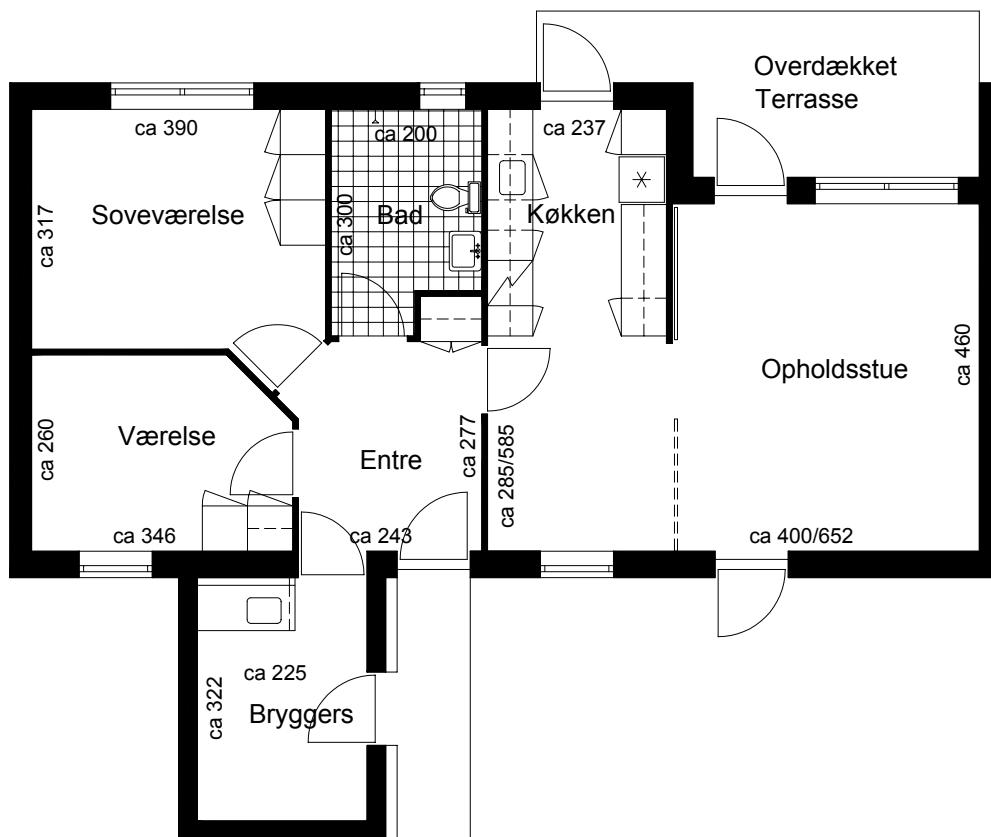 Overdækket
Terrasse
ca 390
ca 200
ca 237
Soveværelse
ca 317
ca 300
Bad
Køkken
Opholdsstue
ca 460
Værelse
ca 260
Entre
ca 277
ca 285/585
ca 346
ca 243
ca 400/652
ca 225
ca 322
Bryggers